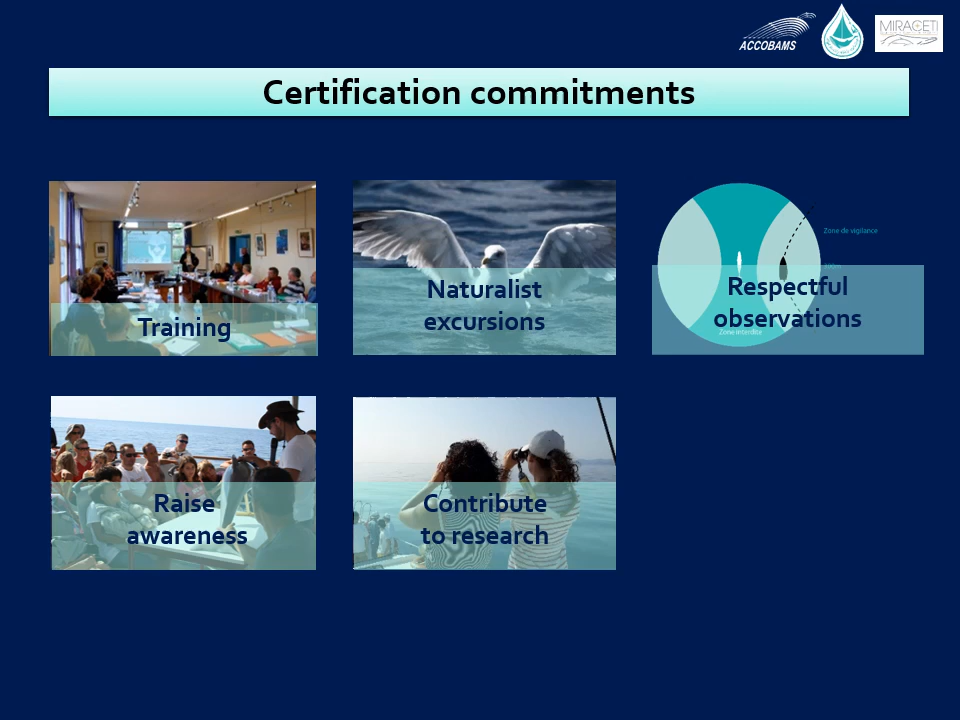 ACCOBAMS
MIRACETI
Certification commitments
Training
Naturalist
excursions
Zone de vigilance
Respectful
observations
Zone interdite
Raise
awareness
Contribute
to research